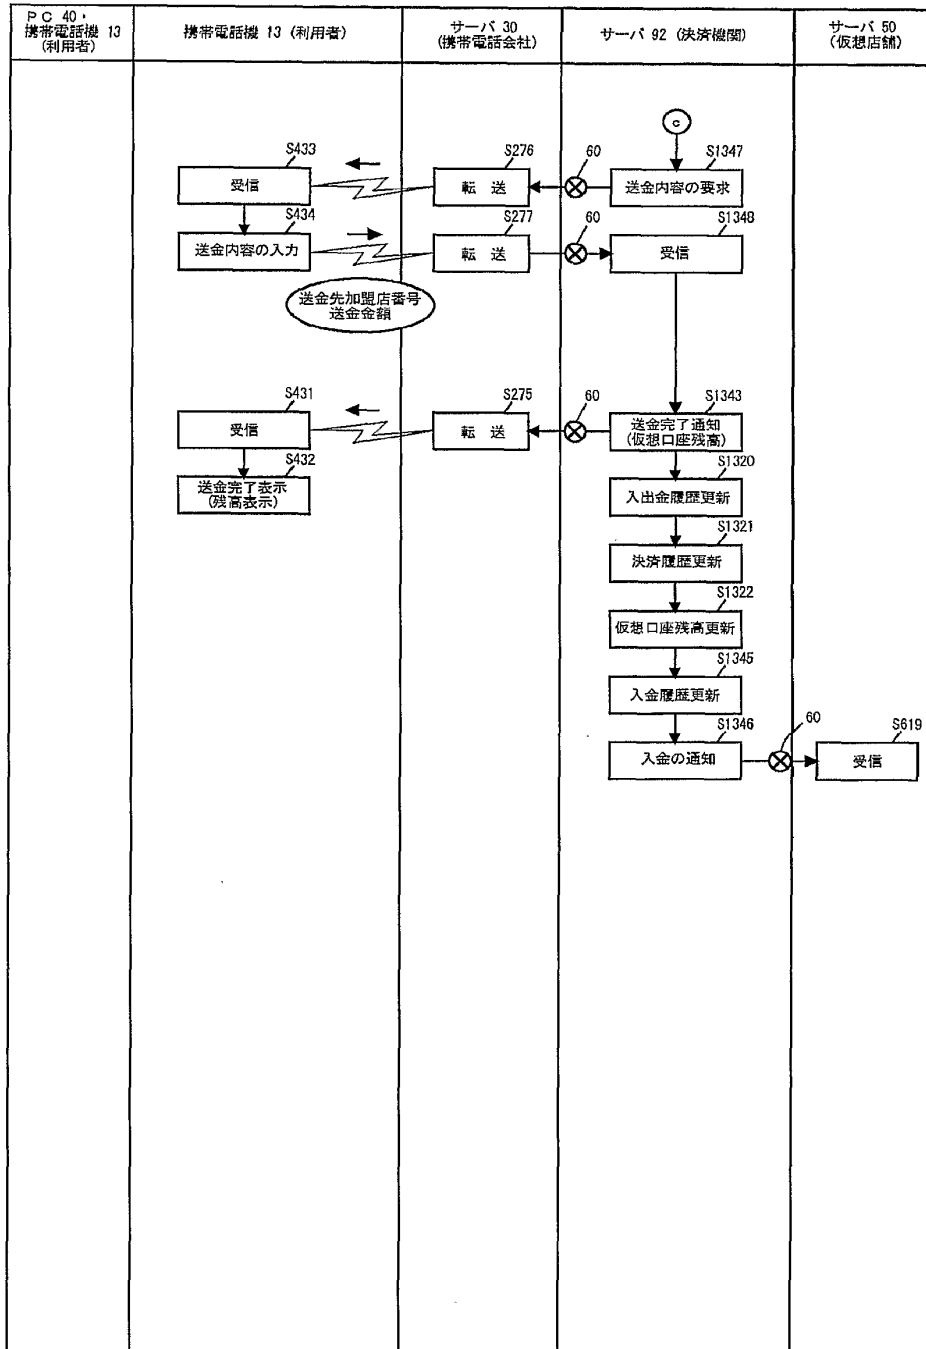 ＰＣ 40・
携帯電話機 13
(利用者)
携帯電話機 13 (利用者)
サーバ 30
(携帯電話会社)
サーバ 92 (決済機関)
サーバ 50
(仮想店舗)
c
S433
受信
S276
転 送
60
S1347
送金内容の要求
S434
送金内容の入力
S277
転 送
60
S1348
受信
送金先加盟店番号
送金金額
S431
受信
S275
転 送
60
S1343
送金完了通知
(仮想口座残高)
S432
送金完了表示
(残高表示)
S1320
入出金履歴更新
S1321
決済履歴更新
S1322
仮想口座残高更新
S1345
入金履歴更新
S1346
入金の通知
60
S619
受信